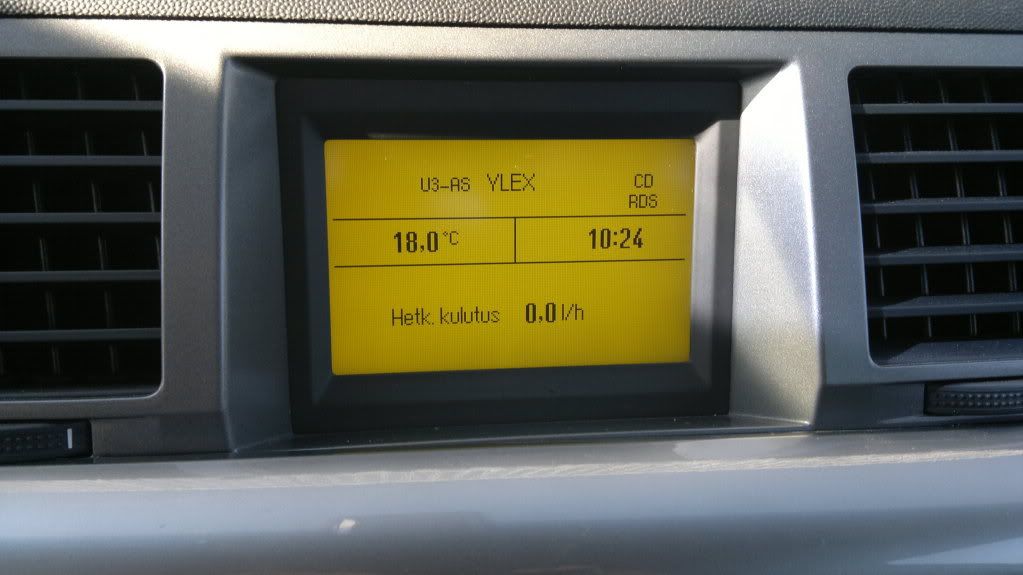 U3-AS YLEX CD
RDS
18,0 °C 10:24
Hetk. kulutus 0,0 l/h